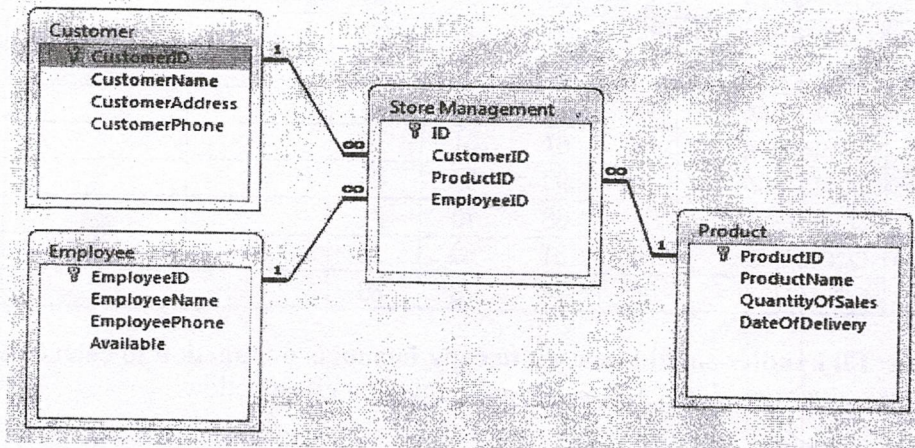 Customer
CustomerID
CustomerName
CustomerAddress
CustomerPhone
1
∞
Store Management
ID
CustomerID
ProductID
EmployeeID
∞
∞
1
Employee
EmployeeID
EmployeeName
EmployeePhone
Available
1
Product
ProductID
ProductName
QuantityOfSales
DateOfDelivery